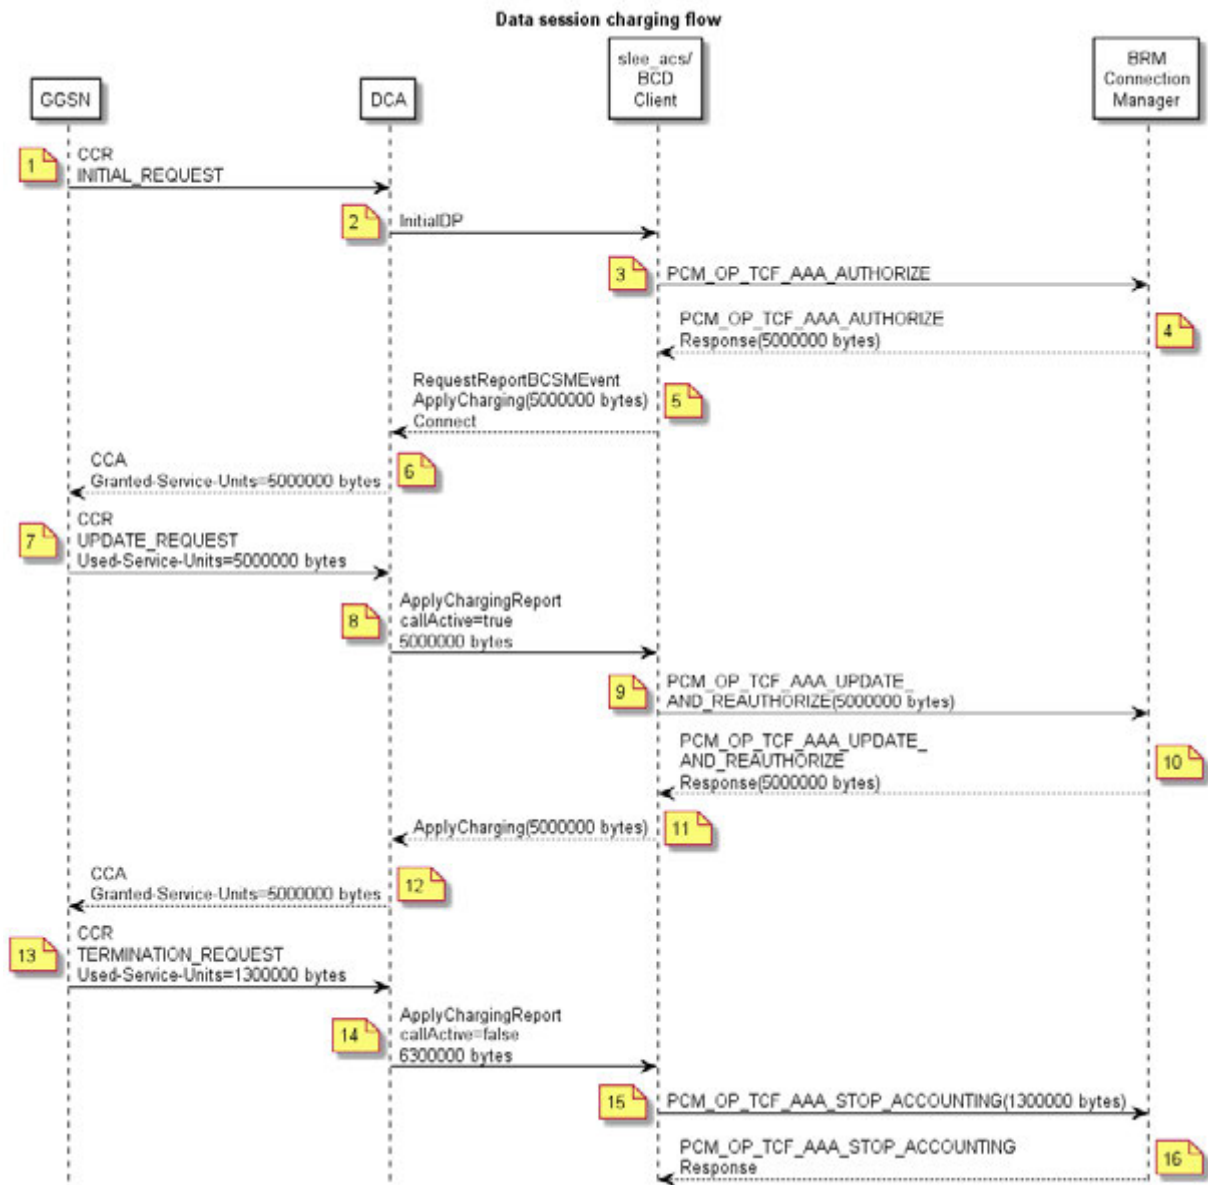 Data session charging flow
GGSN
DCA
slee_acs/
BCD
Client
BRM
Connection
Manager
1
CCR
INITIAL_REQUEST
2
InitialDP
3
PCM_OP_TCF_AAA_AUTHORIZE
PCM_OP_TCF_AAA_AUTHORIZE
Response(5000000 bytes)
4
RequestReportBCSMEvent
ApplyCharging(5000000 bytes)
Connect
5
CCA
Granted-Service-Units=5000000 bytes
6
7
CCR
UPDATE_REQUEST
Used-Service-Units=5000000 bytes
8
ApplyChargingReport
callActive=true
5000000 bytes
9
PCM_OP_TCF_AAA_UPDATE_
AND_REAUTHORIZE(5000000 bytes)
PCM_OP_TCF_AAA_UPDATE_
AND_REAUTHORIZE
Response(5000000 bytes)
10
ApplyCharging(5000000 bytes)
11
CCA
Granted-Service-Units=5000000 bytes
12
13
CCR
TERMINATION_REQUEST
Used-Service-Units=1300000 bytes
14
ApplyChargingReport
callActive=false
6300000 bytes
15
PCM_OP_TCF_AAA_STOP_ACCOUNTING(1300000 bytes)
PCM_OP_TCF_AAA_STOP_ACCOUNTING
Response
16